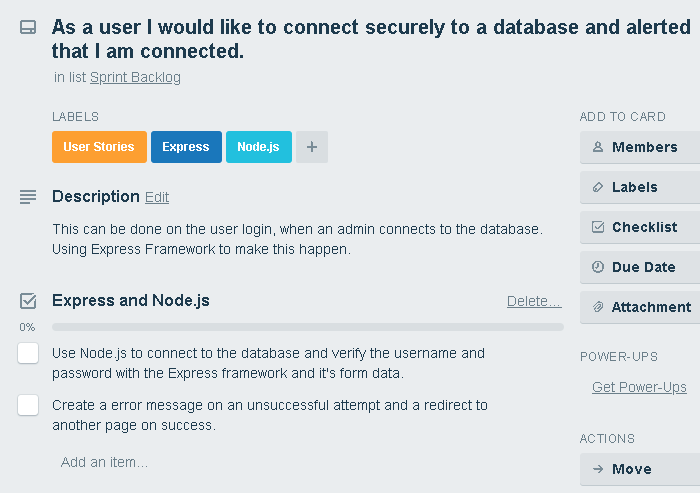 As a user I would like to connect securely to a database and alerted
that I am connected.
in list Sprint Backlog
LABELS
User Stories Express Node.js +
Description Edit
This can be done on the user login, when an admin connects to the database.
Using Express Framework to make this happen.
Express and Node.js Delete...
0%
Use Node.js to connect to the database and verify the username and
password with the Express framework and it's form data.
Create a error message on an unsuccessful attempt and a redirect to
another page on success.
Add an item...
ADD TO CARD
Members
Labels
Checklist
Due Date
Attachment
POWER-UPS
Get Power-Ups
ACTIONS
Move